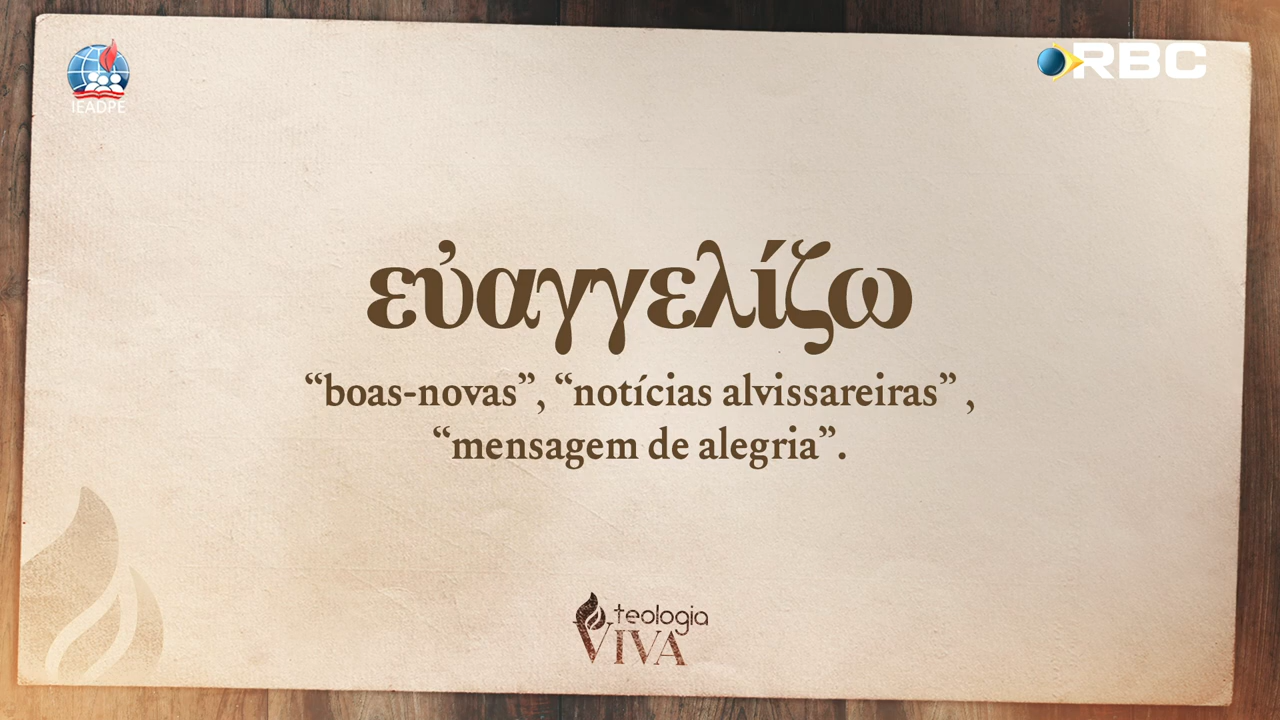 IEADPE
RBC
εὐαγγελίζω
“boas-novas”, “notícias alvissareiras” ,
“mensagem de alegria”.
teologia
VIVA